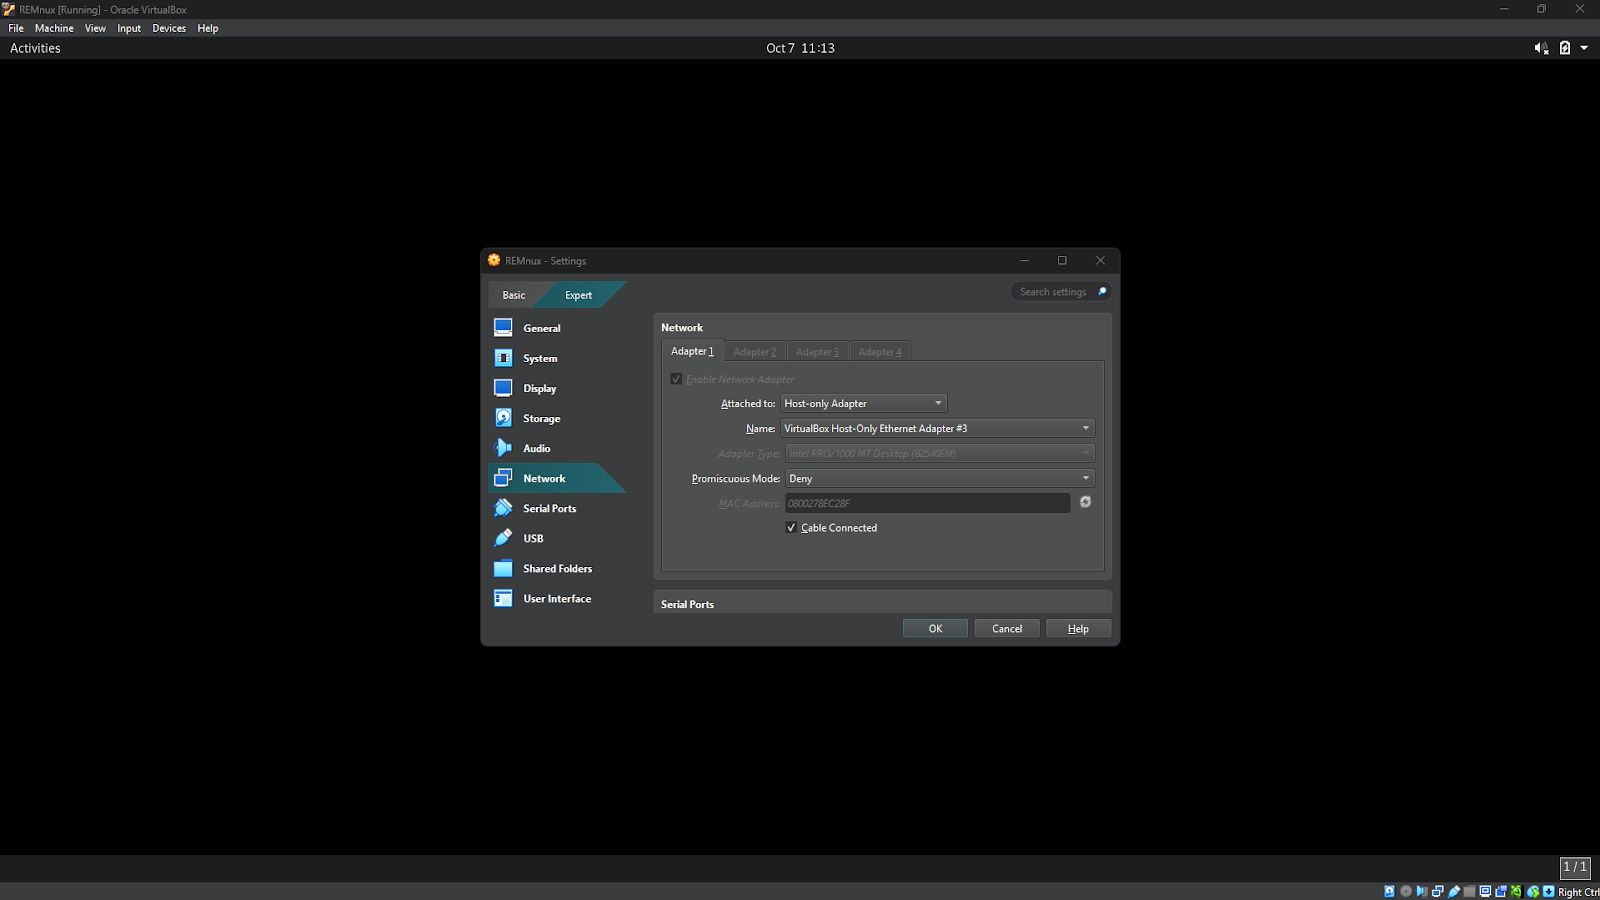 REMnux [Running] - Oracle VirtualBox
File Machine View Input Devices Help
Activities
Oct 7 11:13
REMnux - Settings
Basic
Expert
Search settings
General
System
Display
Storage
Audio
Network
Serial Ports
USB
Shared Folders
User Interface
Network
Adapter 1
Adapter 2
Adapter 3
Adapter 4
Enable Network Adapter
Attached to: Host-only Adapter
Name: VirtualBox Host-Only Ethernet Adapter #3
Adapter Type: Intel PRO/1000 MT Desktop (82540EM)
Promiscuous Mode: Deny
MAC Address: 0800278EC28F
Cable Connected
Serial Ports
OK
Cancel
Help
1 / 1
Right Ctrl